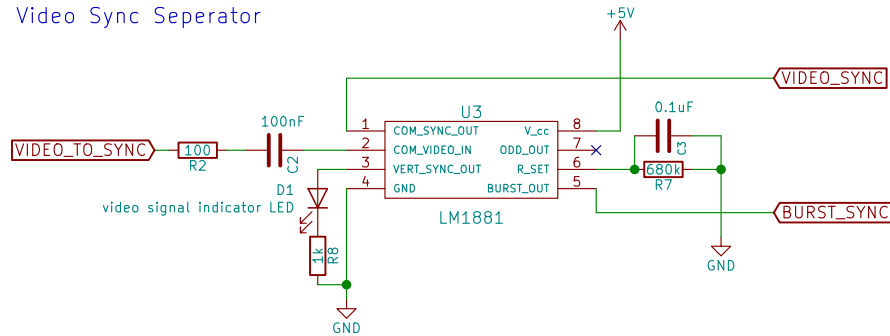 Video Sync Seperator
+5V
VIDEO_SYNC
U3
0.1uF
100nF
1 COM_SYNC_OUT V_cc 8
VIDEO_TO_SYNC 100 2 COM_VIDEO_IN ODD_OUT 7
R2 C2 C3
3 VERT_SYNC_OUT R_SET 6 680k
R7
D1 4 GND BURST_OUT 5
video signal indicator LED
LM1881
BURST_SYNC
1k R8
GND
GND